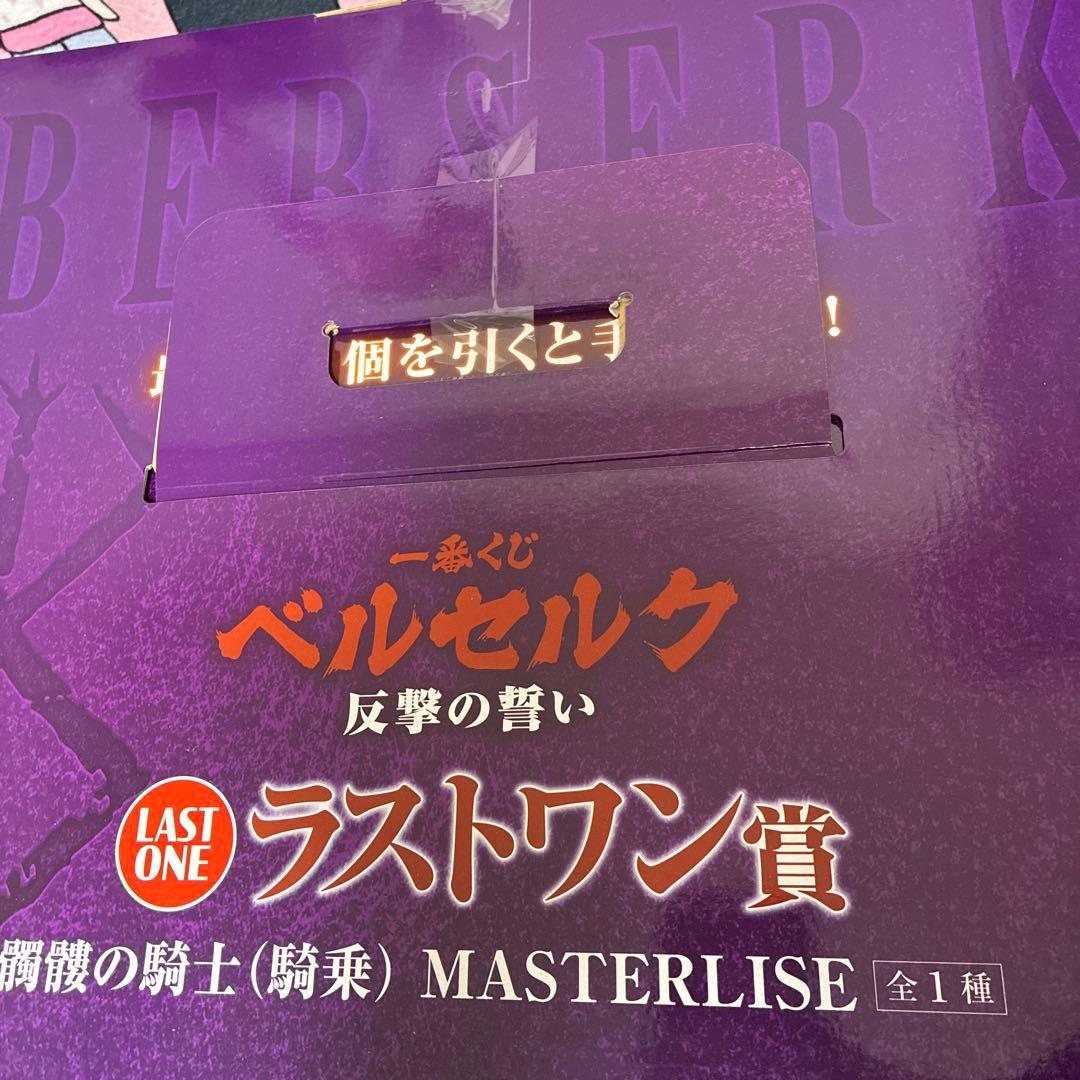 BERSERK
個を引くと手
!
一番くじ
ベルセルク
反撃の誓い
LAST
ONE
ラストワン賞
髑髏の騎士(騎乗) MASTERLISE 全1種